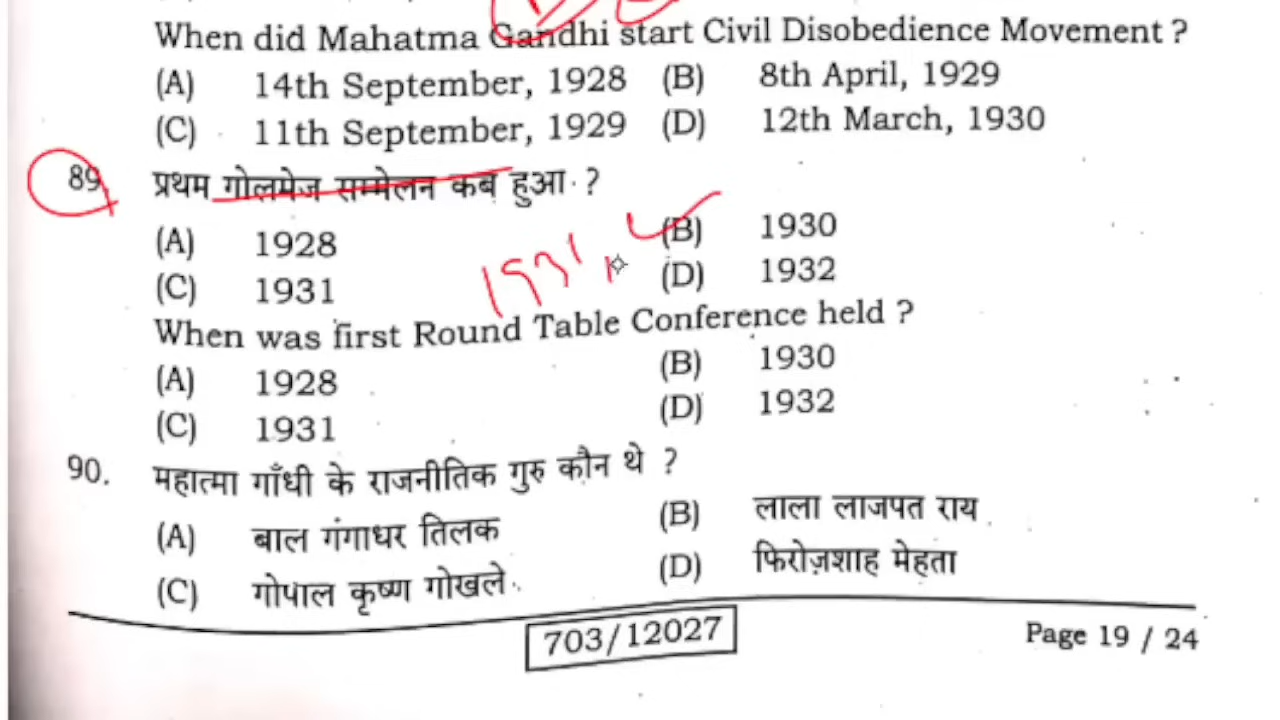 When did Mahatma Gandhi start Civil Disobedience Movement ?
(A) 14th September, 1928 (B) 8th April, 1929
(C) 11th September, 1929 (D) 12th March, 1930
89. प्रथम गोलमेज सम्मेलन कब हुआ ?
(A) 1928 (B) 1930
1931,
(C) 1931 (D) 1932
When was first Round Table Conference held ?
(A) 1928 (B) 1930
(C) 1931 (D) 1932
90. महात्मा गाँधी के राजनीतिक गुरु कौन थे ?
(A) बाल गंगाधर तिलक (B) लाला लाजपत राय
(C) गोपाल कृष्ण गोखले (D) फिरोज़शाह मेहता
703/12027 Page 19 / 24